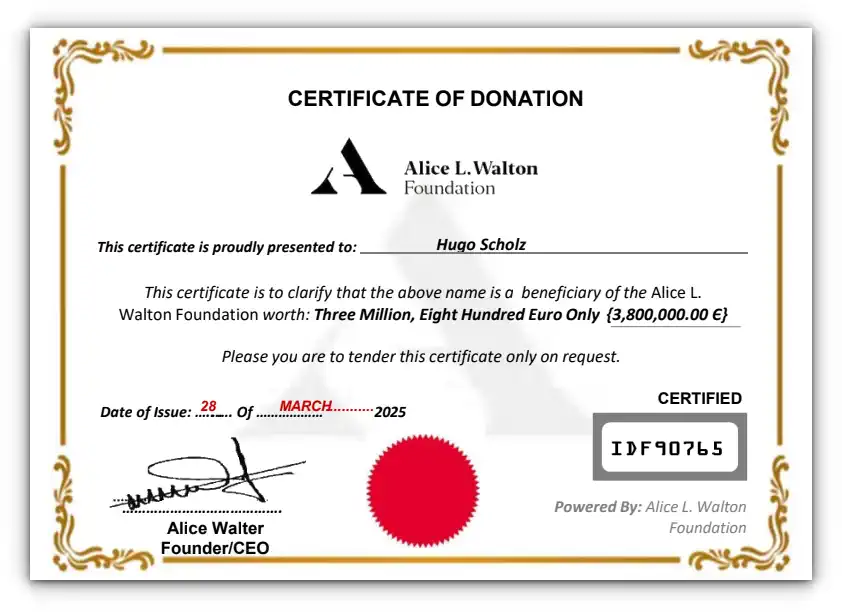 CERTIFICATE OF DONATION
Alice L. Walton
Foundation
This certificate is proudly presented to: Hugo Scholz
This certificate is to clarify that the above name is a beneficiary of the Alice L.
Walton Foundation worth: Three Million, Eight Hundred Euro Only {3,800,000.00 €}
Please you are to tender this certificate only on request.
CERTIFIED
Date of Issue: ...28... Of ......MARCH.......... 2025
IDF90765
Powered By: Alice L. Walton
Foundation
Alice Walter
Founder/CEO